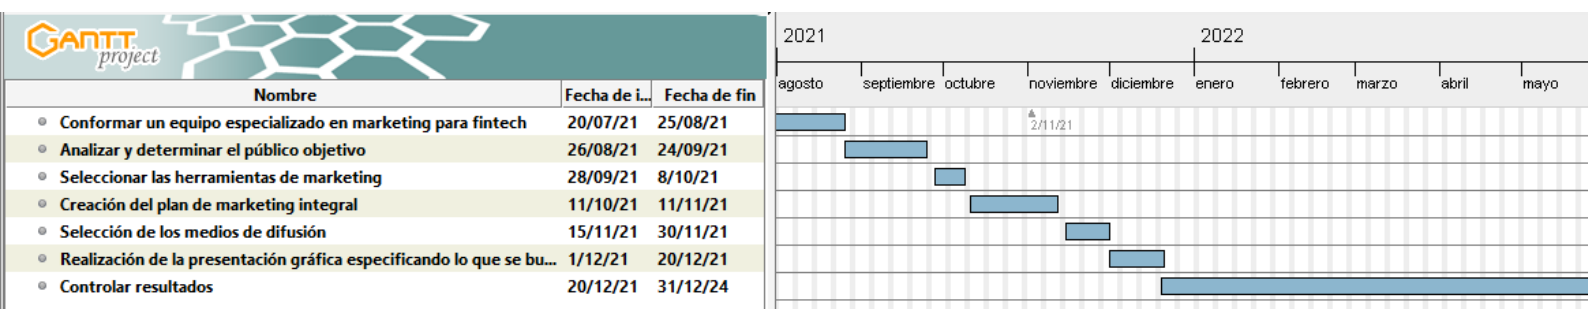 GANTT
project
2021 2022
agosto septiembre octubre noviembre diciembre enero febrero marzo abril mayo
Nombre Fecha de i... Fecha de fin
Conformar un equipo especializado en marketing para fintech 20/07/21 25/08/21
2/11/21
Analizar y determinar el público objetivo 26/08/21 24/09/21
Seleccionar las herramientas de marketing 28/09/21 8/10/21
Creación del plan de marketing integral 11/10/21 11/11/21
Selección de los medios de difusión 15/11/21 30/11/21
Realización de la presentación gráfica especificando lo que se bu... 1/12/21 20/12/21
Controlar resultados 20/12/21 31/12/24